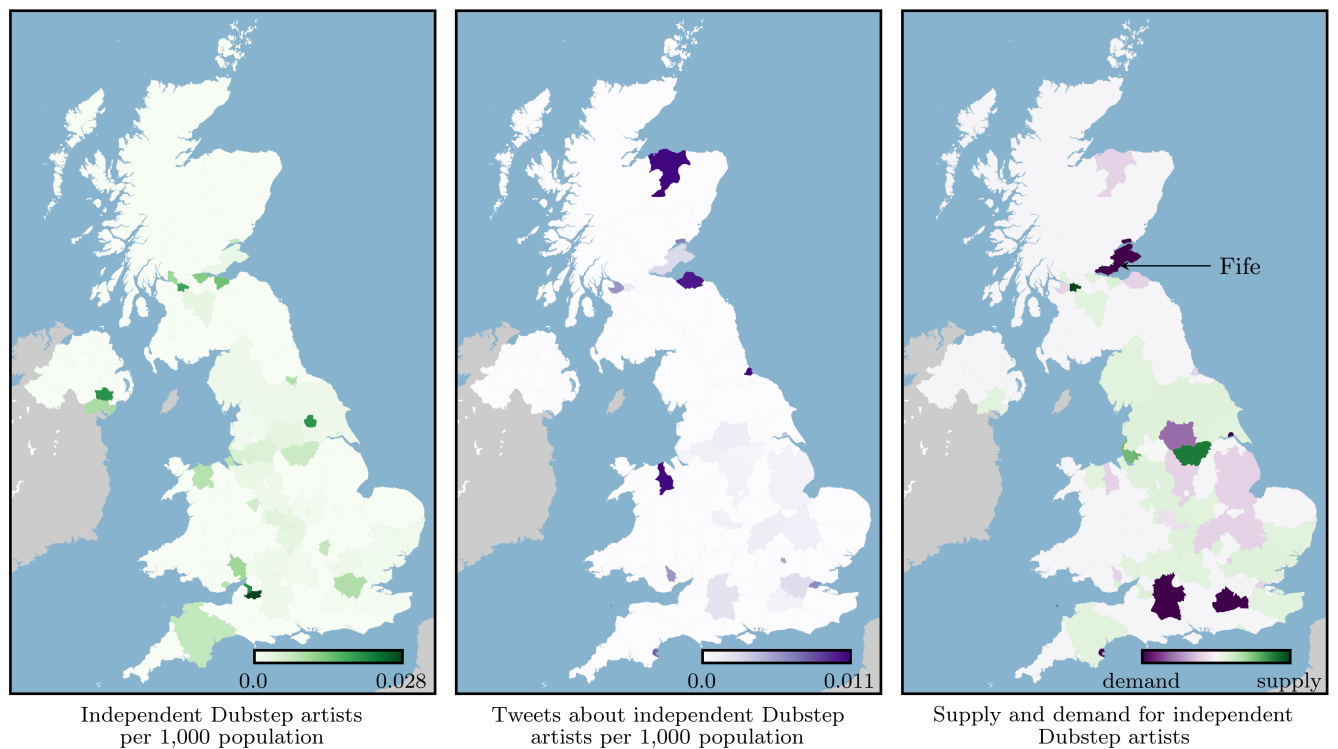 Fife
0.0 0.028
0.0 0.011
demand supply
Independent Dubstep artists
per 1,000 population
Tweets about independent Dubstep
artists per 1,000 population
Supply and demand for independent
Dubstep artists